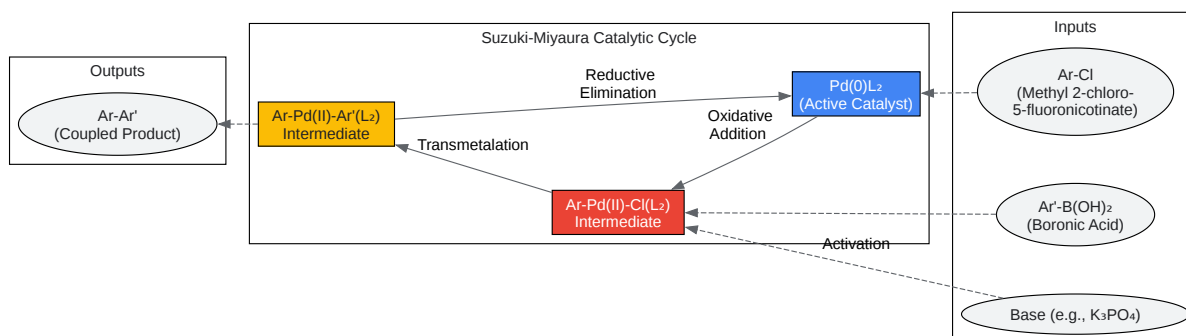 Suzuki-Miyaura Catalytic Cycle
Inputs
Outputs
Ar-Ar'
(Coupled Product)
Ar-Pd(II)-Ar'(L₂)
Intermediate
Reductive
Elimination
Pd(0)L₂
(Active Catalyst)
Ar-Cl
(Methyl 2-chloro-
5-fluoronicotinate)
Oxidative
Addition
Transmetalation
Ar-Pd(II)-Cl(L₂)
Intermediate
Ar'-B(OH)₂
(Boronic Acid)
Activation
Base (e.g., K₃PO₄)